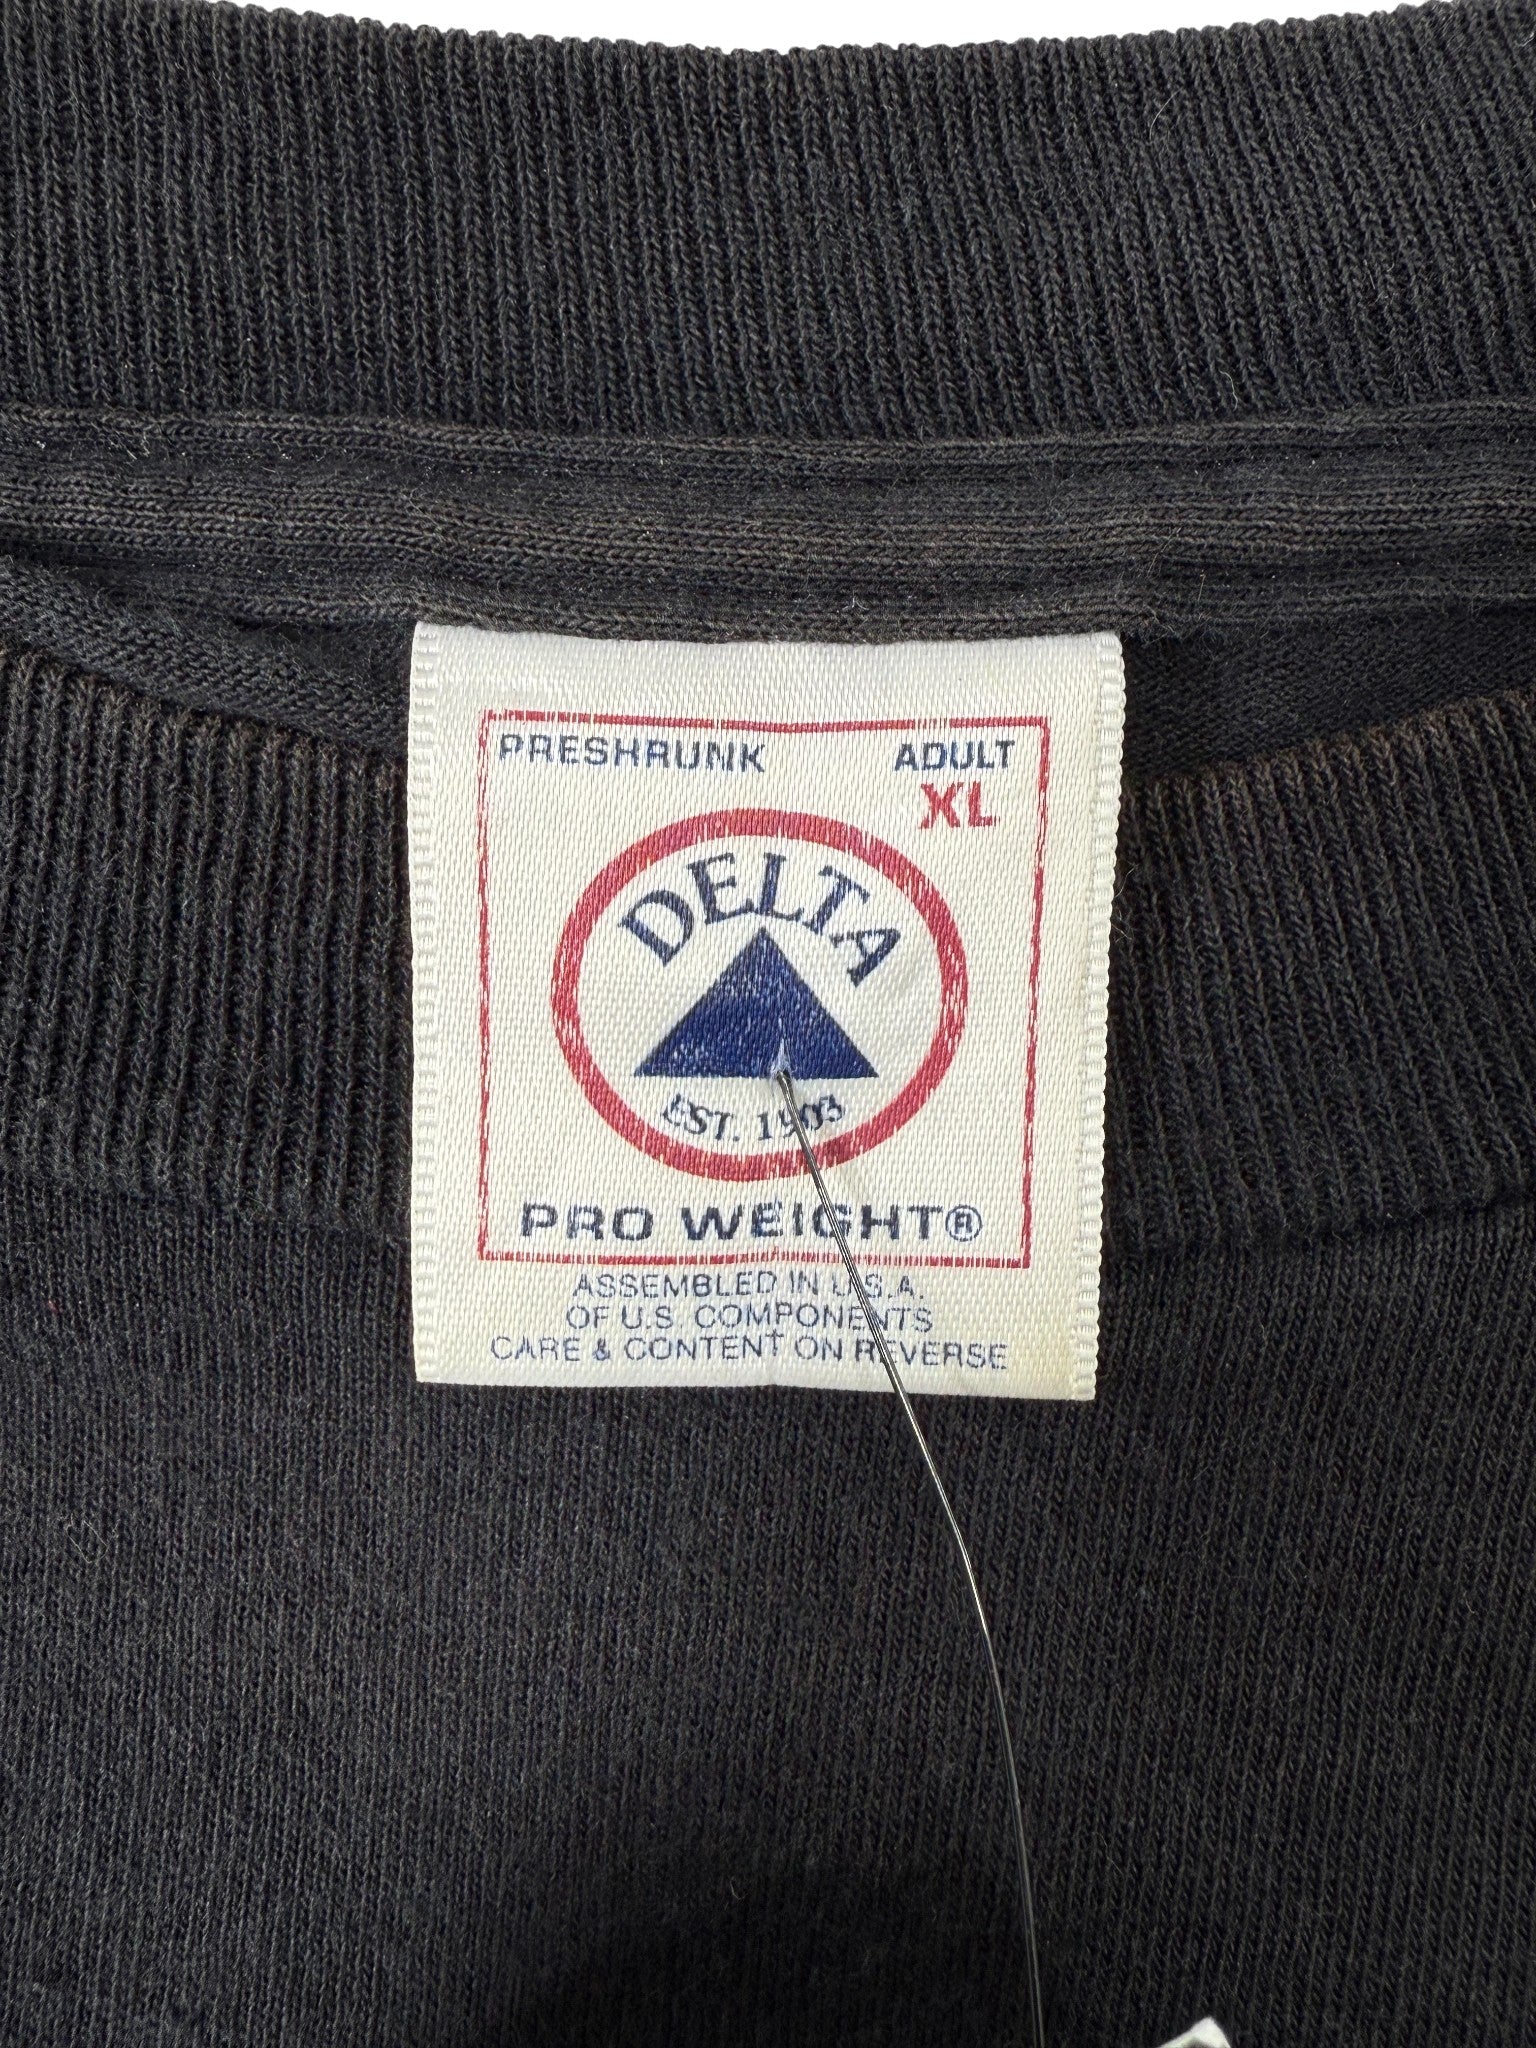 PRESHRUNK ADULT
XL
DELTA
EST. 1903
PRO WEIGHT®
ASSEMBLED IN U.S.A.
OF U.S. COMPONENTS
CARE & CONTENT ON REVERSE